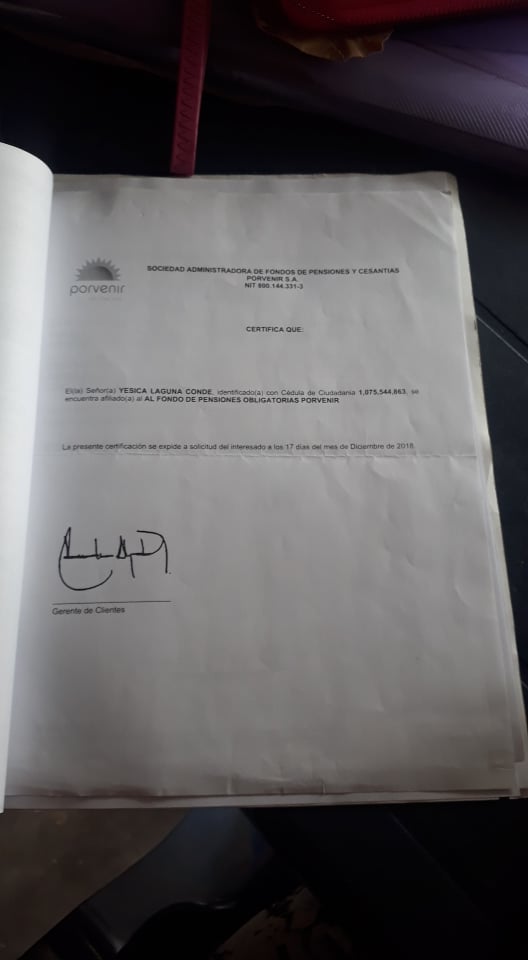 porvenir
SOCIEDAD ADMINISTRADORA DE FONDOS DE PENSIONES Y CESANTIAS
PORVENIR S.A.
NIT 800.144.331-3
CERTIFICA QUE:
El(la) Señor(a) YESICA LAGUNA CONDE, identificado(a) con Cédula de Ciudadanía 1,075,544,863, se
encuentra afiliado(a) al AL FONDO DE PENSIONES OBLIGATORIAS PORVENIR
La presente certificación se expide a solicitud del interesado a los 17 días del mes de Diciembre de 2018.
Gerente de Clientes